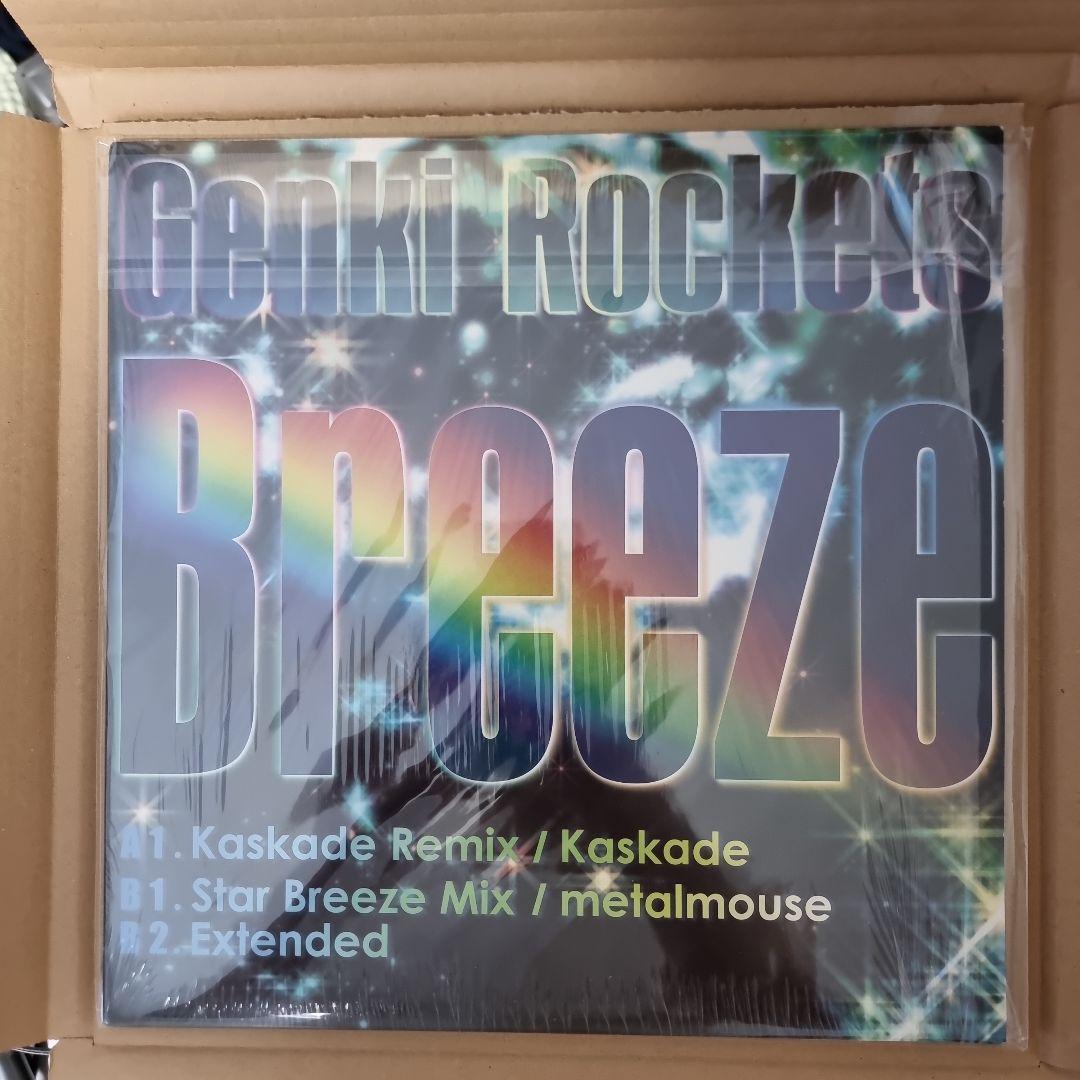 Genki Rockets
Breeze
A1. Kaskade Remix / Kaskade
B1. Star Breeze Mix / metalmouse
B2. Extended